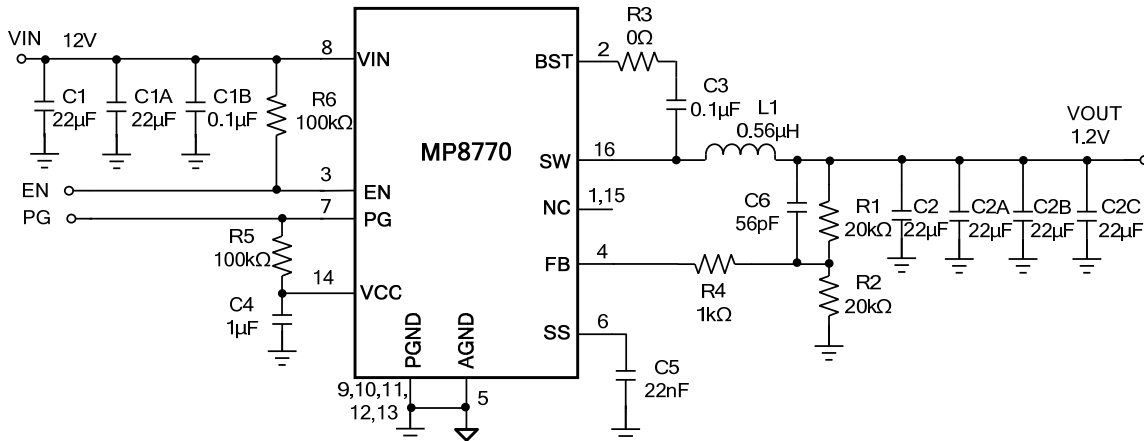 VIN 12V
C1
22µF
C1A
22µF
C1B
0.1µF
R6
100kΩ
EN
PG
R5
100kΩ
C4
1µF
8
3
7
14
VIN
EN
PG
VCC
MP8770
BST
SW
NC
FB
SS
PGND
AGND
9,10,11,
12,13
5
2
16
1,15
4
6
R3
0Ω
C3
0.1µF
L1
0.56µH
C6
56pF
R1
20kΩ
R4
1kΩ
R2
20kΩ
C5
22nF
C2
22µF
C2A
22µF
C2B
22µF
C2C
22µF
VOUT
1.2V